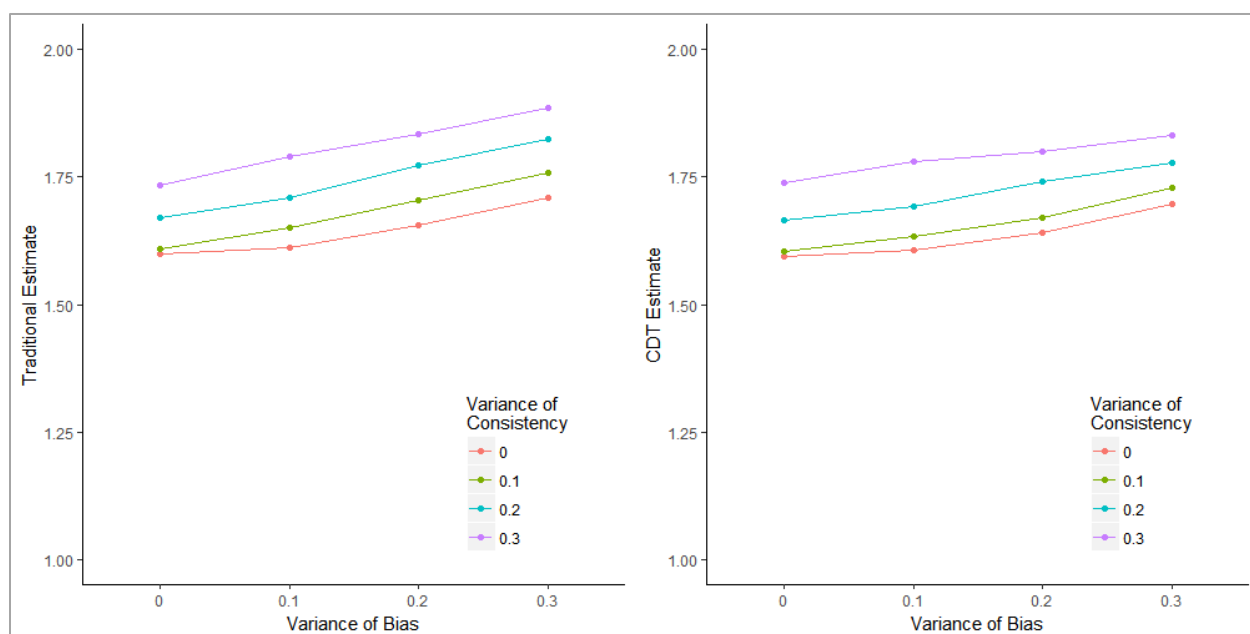 2.00
1.75
1.50
1.25
1.00
Traditional Estimate
Variance of
Consistency
0
0.1
0.2
0.3
0 0.1 0.2 0.3
Variance of Bias
2.00
1.75
1.50
1.25
1.00
CDT Estimate
Variance of
Consistency
0
0.1
0.2
0.3
0 0.1 0.2 0.3
Variance of Bias